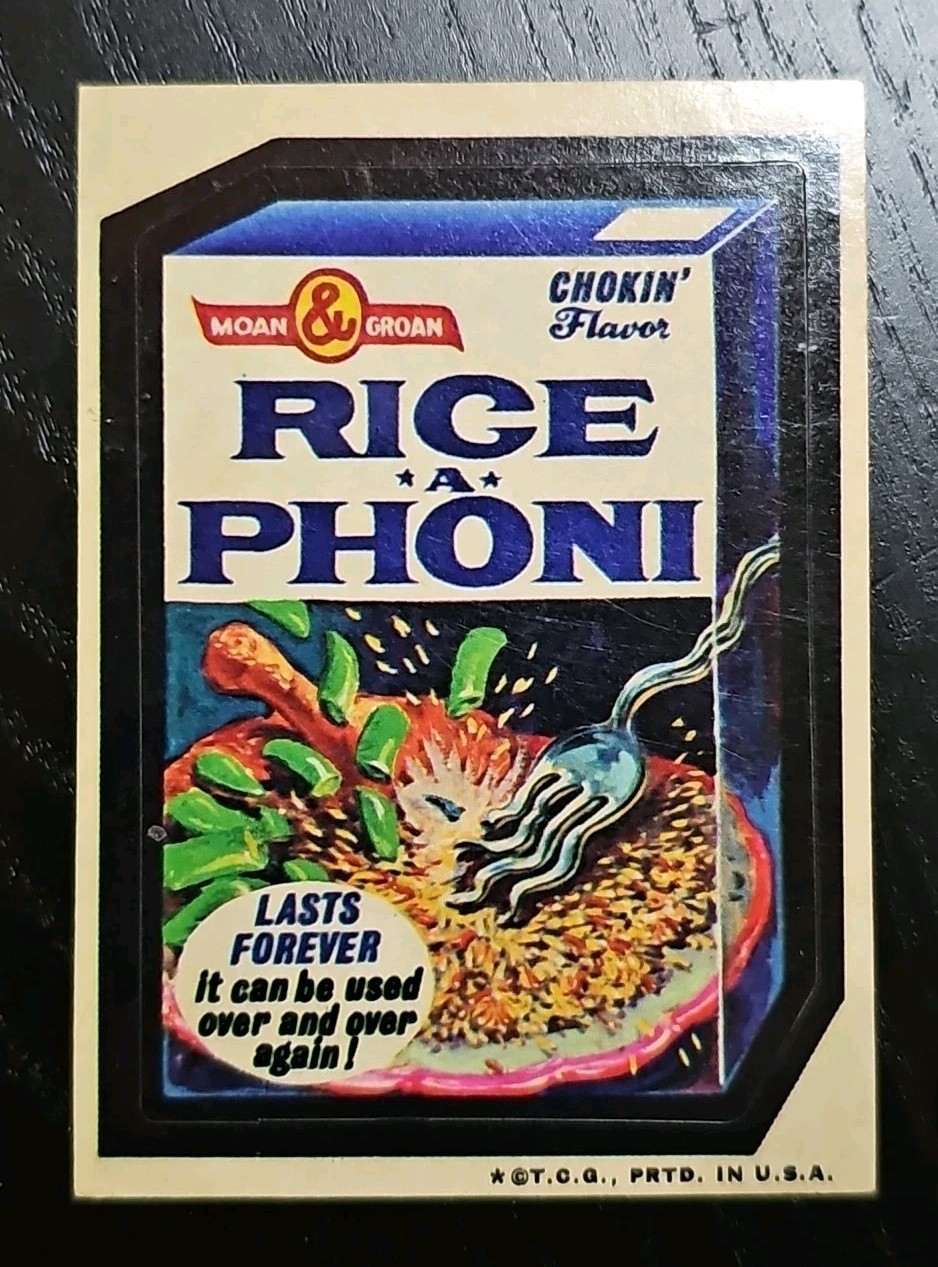 MOAN & GROAN
CHOKIN'
Flavor
RICE
★A★
PHONI
LASTS
FOREVER
it can be used
over and over
again!
*©T.C.G., PRTD. IN U.S.A.